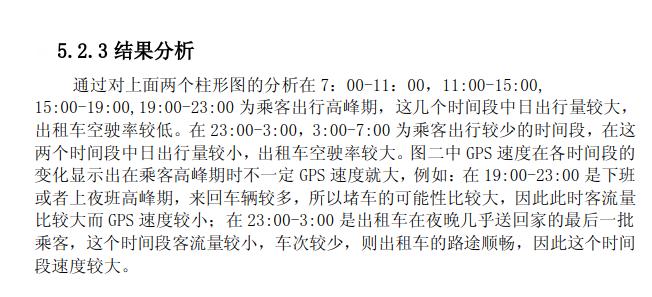 5.2.3 结果分析
通过对上面两个柱形图的分析在 7：00-11：00，11:00-15:00,
15:00-19:00,19:00-23:00 为乘客出行高峰期，这几个时间段中日出行量较大，
出租车空驶率较低。在 23:00-3:00，3:00-7:00 为乘客出行较少的时间段，在这
两个时间段中日出行量较小，出租车空驶率较大。图二中 GPS 速度在各时间段的
变化显示出在乘客高峰期时不一定 GPS 速度就大，例如：在 19:00-23:00 是下班
或者上夜班高峰期，来回车辆较多，所以堵车的可能性比较大，因此此时客流量
比较大而 GPS 速度较小；在 23:00-3:00 是出租车在夜晚几乎送回家的最后一批
乘客，这个时间段客流量较小，车次较少，则出租车的路途顺畅，因此这个时间
段速度较大。